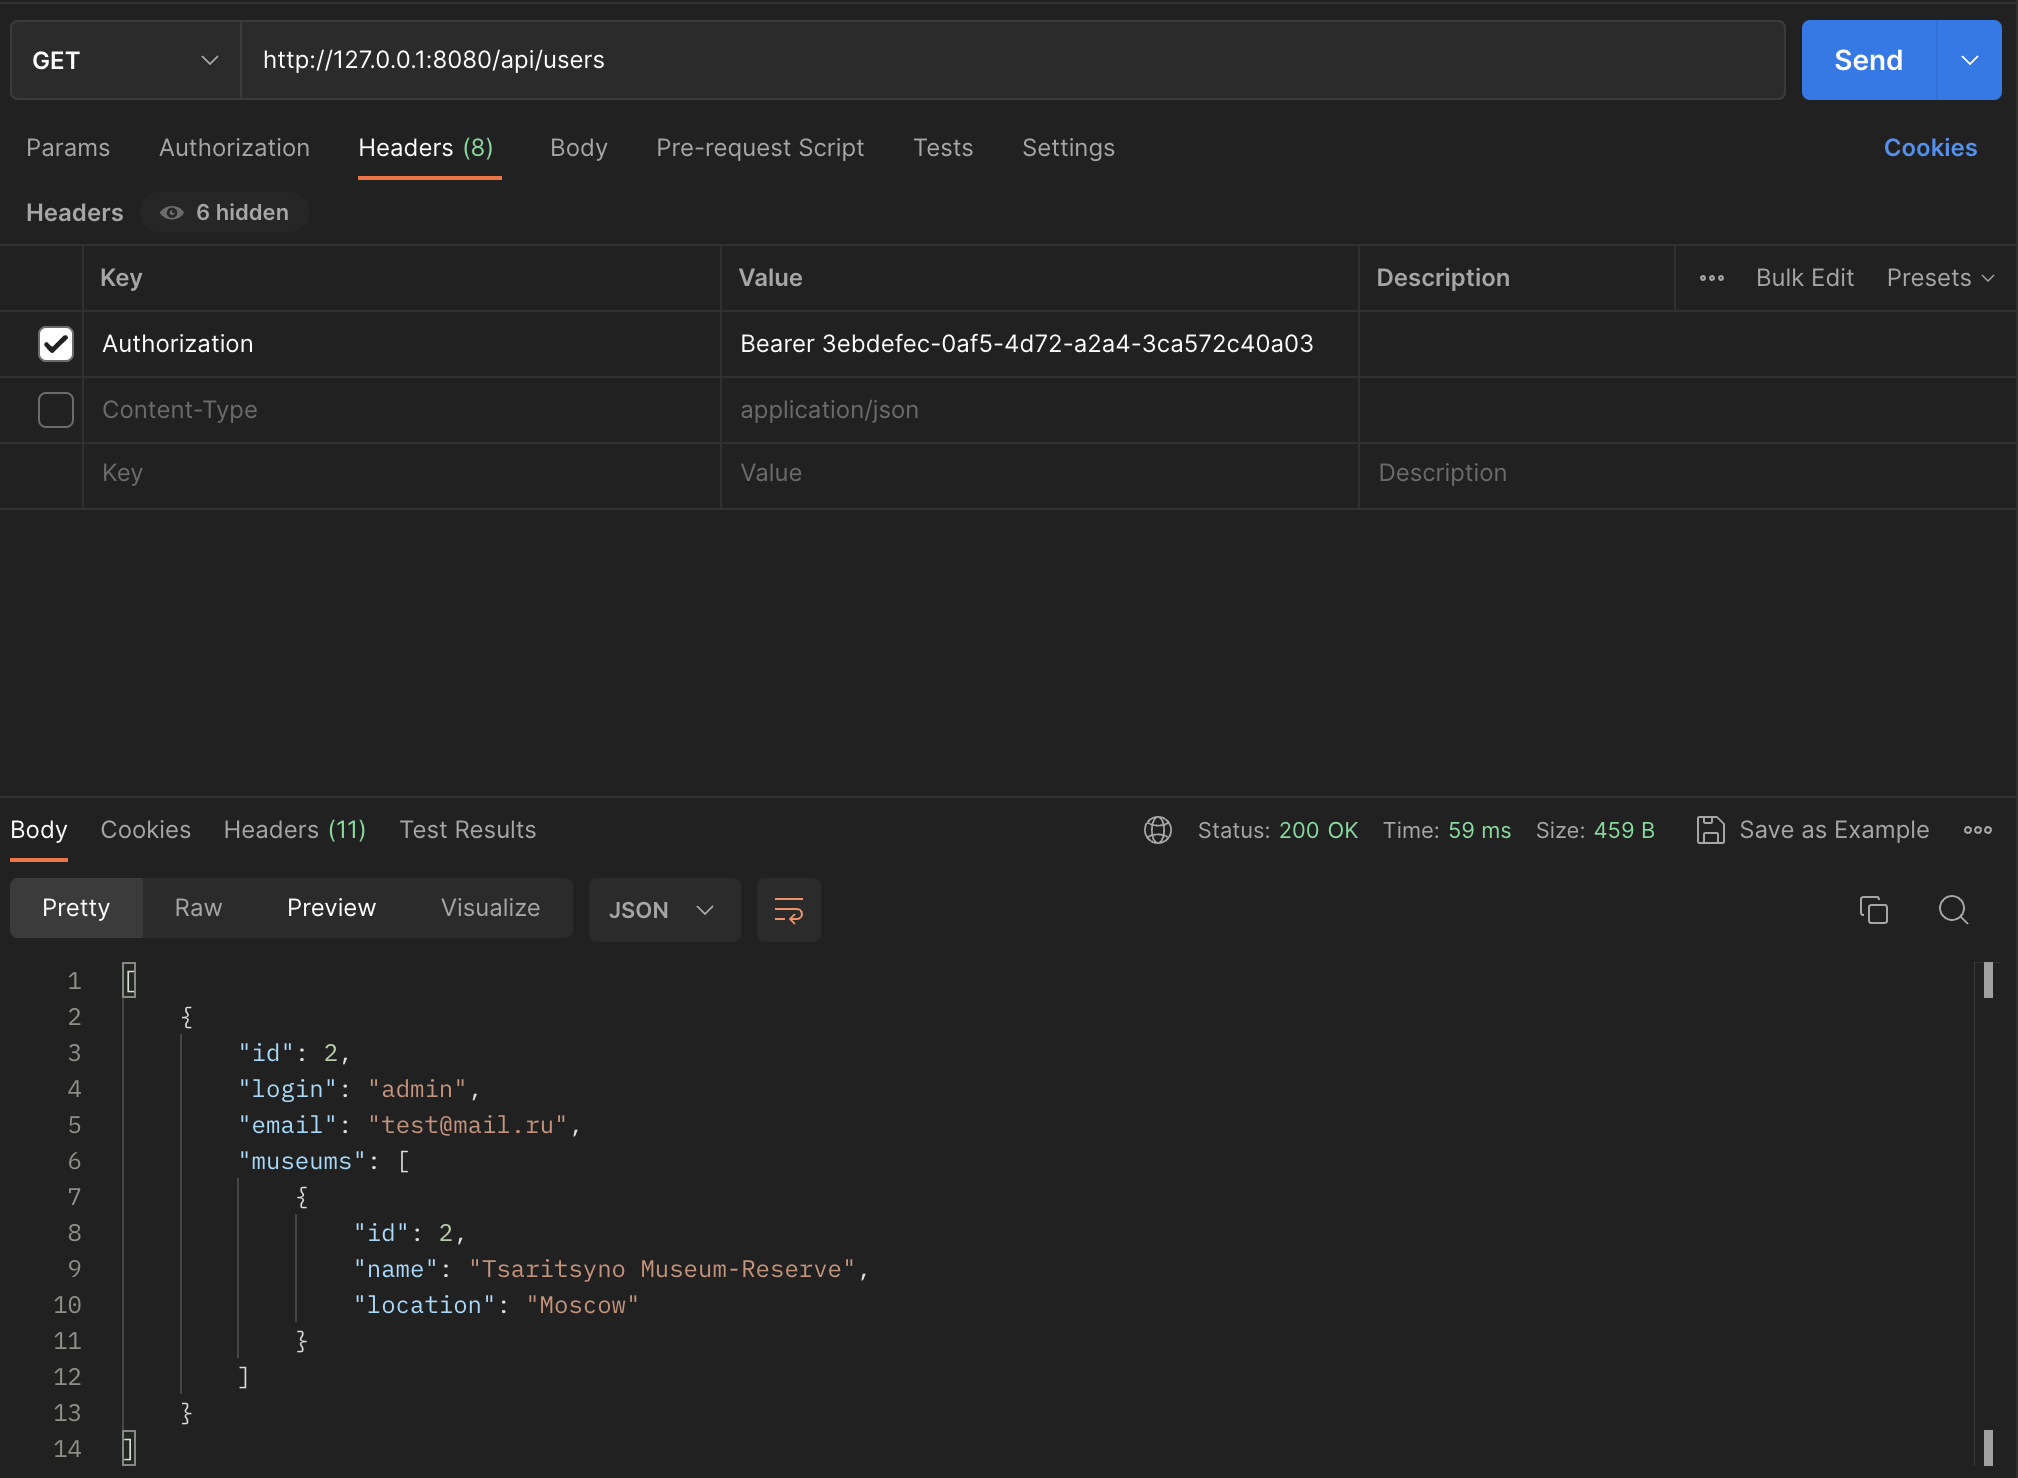 GET http://127.0.0.1:8080/api/users Send
Params Authorization Headers (8) Body Pre-request Script Tests Settings Cookies
Headers 6 hidden
Key Value Description Bulk Edit Presets
Authorization Bearer 3ebdefec-0af5-4d72-a2a4-3ca572c40a03
Content-Type application/json
Key Value Description
Body Cookies Headers (11) Test Results Status: 200 OK Time: 59 ms Size: 459 B Save as Example
Pretty Raw Preview Visualize JSON
1 [
2 {
3 "id": 2,
4 "login": "admin",
5 "email": "test@mail.ru",
6 "museums": [
7 {
8 "id": 2,
9 "name": "Tsaritsyno Museum-Reserve",
10 "location": "Moscow"
11 }
12 ]
13 }
14 ]